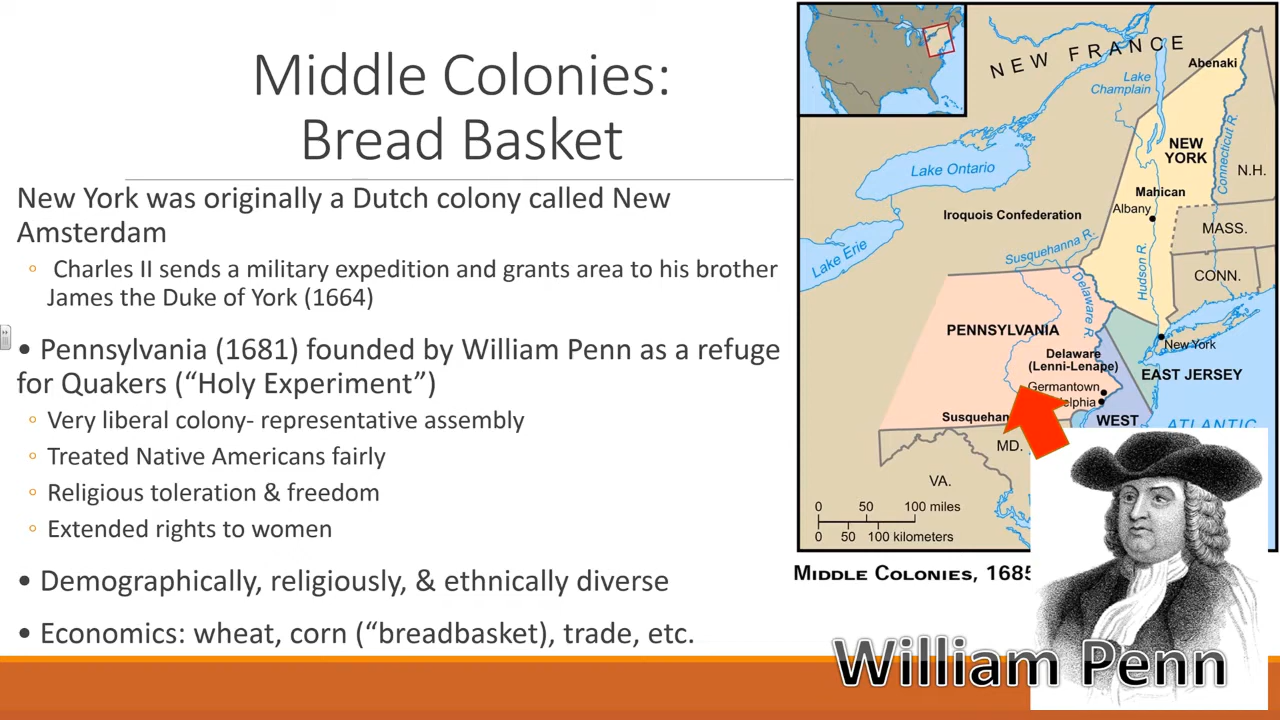 Middle Colonies:
Bread Basket
New York was originally a Dutch colony called New
Amsterdam
◦ Charles II sends a military expedition and grants area to his brother
James the Duke of York (1664)
• Pennsylvania (1681) founded by William Penn as a refuge
for Quakers (“Holy Experiment”)
◦ Very liberal colony- representative assembly
◦ Treated Native Americans fairly
◦ Religious toleration & freedom
◦ Extended rights to women
• Demographically, religiously, & ethnically diverse
• Economics: wheat, corn (“breadbasket), trade, etc.
NEW FRANCE
Abenaki
Lake
Champlain
Connecticut R.
NEW
YORK
N.H.
Lake Ontario
Mahican
Albany
Iroquois Confederation
MASS.
Lake Erie
Susquehanna R.
Hudson R.
CONN.
Delaware R.
PENNSYLVANIA
New York
Delaware
(Lenni-Lenape)
EAST JERSEY
Germantown
elphia
Susquehan
WEST
ATLANTIC
MD.
VA.
0 50 100 miles
0 50 100 kilometers
MIDDLE COLONIES, 1685
William Penn